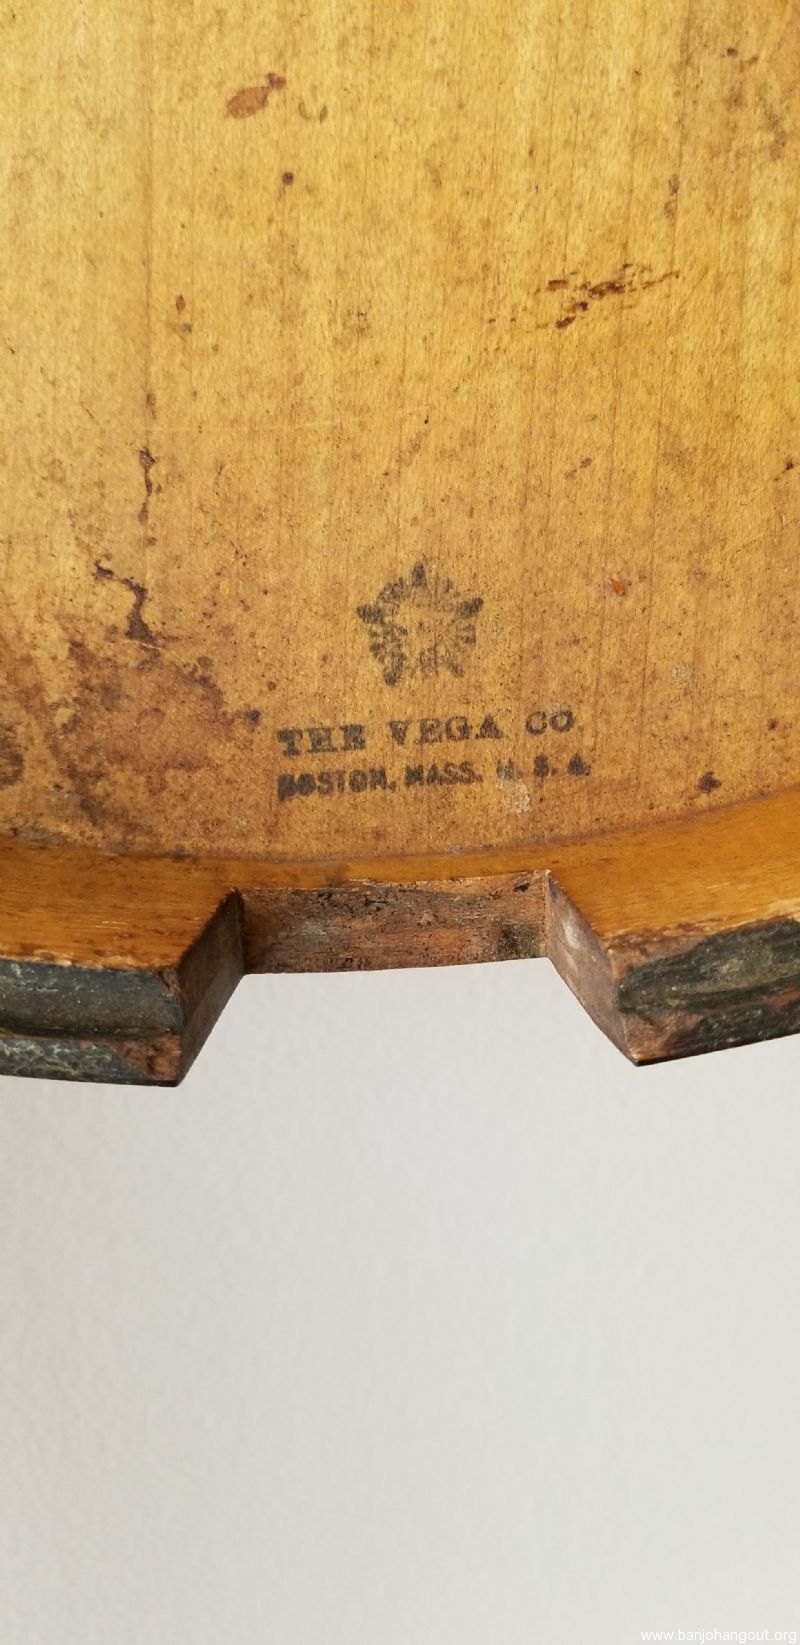 THE VEGA CO.
BOSTON, MASS. U. S. A.
www.banjohangout.org